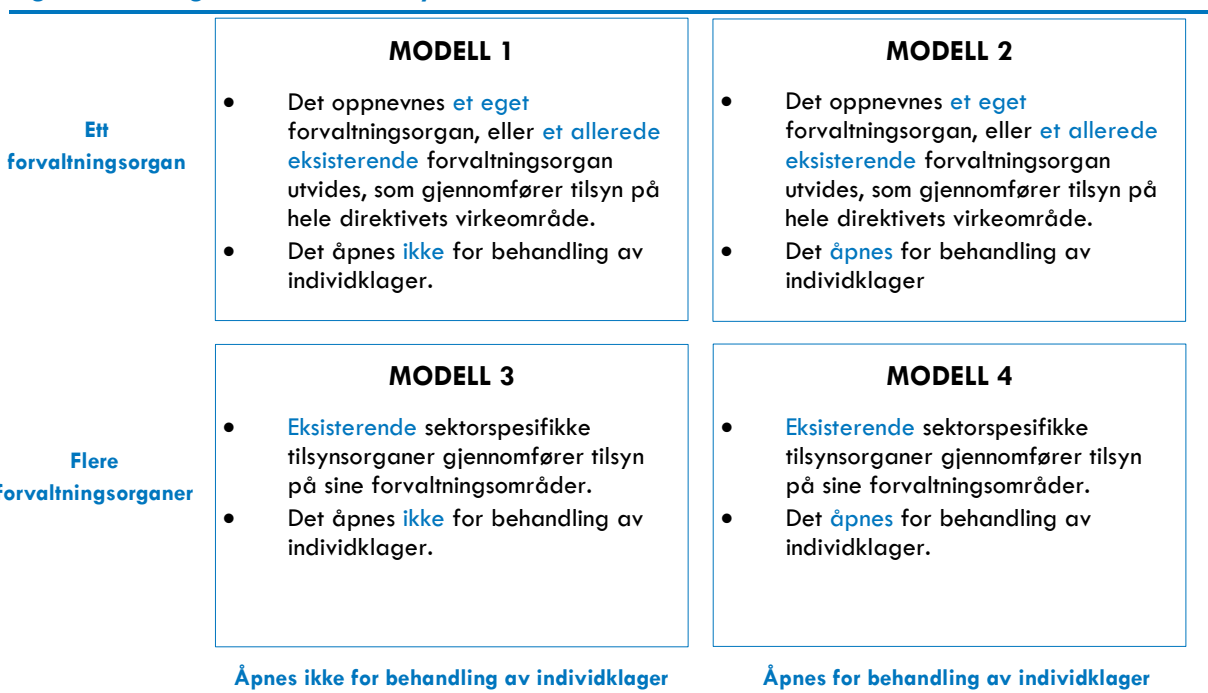 MODELL 1
Det oppnevnes et eget
forvaltningsorgan, eller et allerede
eksisterende forvaltningsorgan
utvides, som gjennomfører tilsyn på
hele direktivets virkeområde.
Det åpnes ikke for behandling av
individklager.
MODELL 2
Det oppnevnes et eget
forvaltningsorgan, eller et allerede
eksisterende forvaltningsorgan
utvides, som gjennomfører tilsyn på
hele direktivets virkeområde.
Det åpnes for behandling av
individklager
Ett
forvaltningsorgan
MODELL 3
Eksisterende sektorspesifikke
tilsynsorganer gjennomfører tilsyn
på sine forvaltningsområder.
Det åpnes ikke for behandling av
individklager.
MODELL 4
Eksisterende sektorspesifikke
tilsynsorganer gjennomfører tilsyn
på sine forvaltningsområder.
Det åpnes for behandling av
individklager.
Flere
forvaltningsorganer
Åpnes ikke for behandling av individklager
Åpnes for behandling av individklager